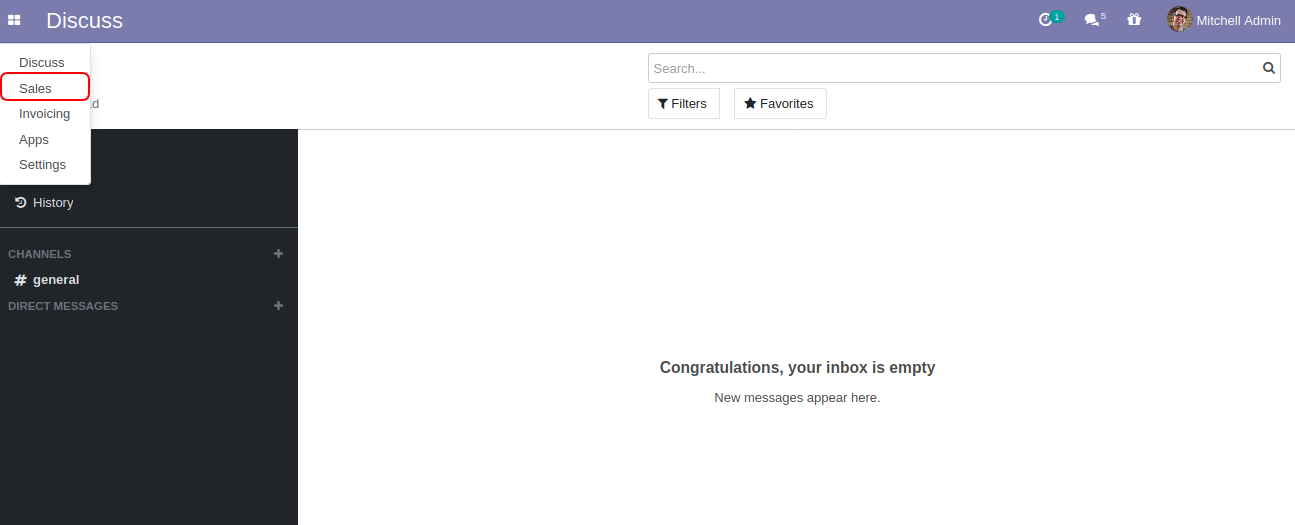 Discuss
1
5
Mitchell Admin
Discuss
Sales
Invoicing
Apps
Settings
Search...
Filters
Favorites
History
CHANNELS
# general
DIRECT MESSAGES
Congratulations, your inbox is empty
New messages appear here.